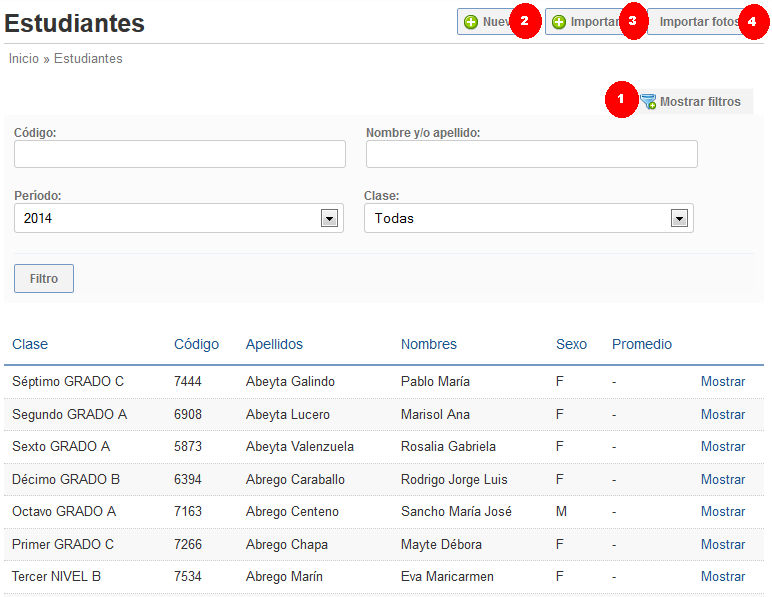 Estudiantes
Nuev 2 Importar 3 Importar fotos 4
Inicio » Estudiantes
1 Mostrar filtros
Código: Nombre y/o apellido:
Período: Clase:
2014 Todas
Filtro
Clase Código Apellidos Nombres Sexo Promedio
Séptimo GRADO C 7444 Abeyta Galindo Pablo María F - Mostrar
Segundo GRADO A 6908 Abeyta Lucero Marisol Ana F - Mostrar
Sexto GRADO A 5873 Abeyta Valenzuela Rosalia Gabriela F - Mostrar
Décimo GRADO B 6394 Abrego Caraballo Rodrigo Jorge Luis F - Mostrar
Octavo GRADO A 7163 Abrego Centeno Sancho María José M - Mostrar
Primer GRADO C 7266 Abrego Chapa Mayte Débora F - Mostrar
Tercer NIVEL B 7534 Abrego Marín Eva Maricarmen F - Mostrar